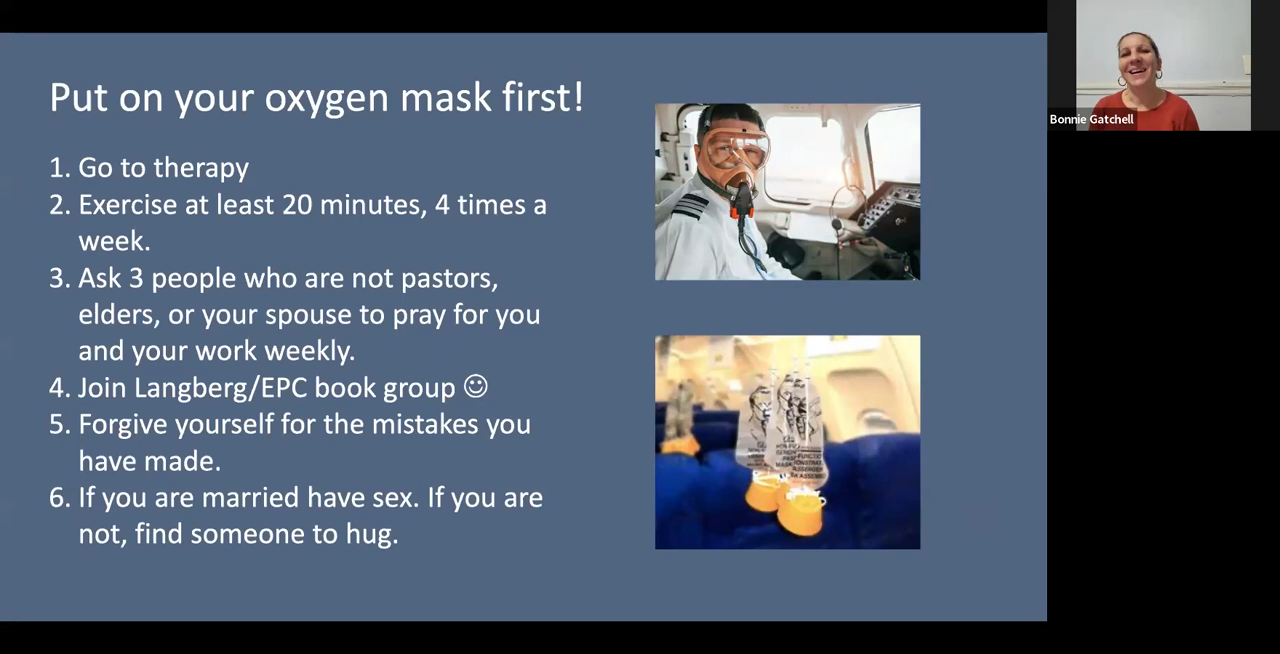 Put on your oxygen mask first!
1. Go to therapy
2. Exercise at least 20 minutes, 4 times a
week.
3. Ask 3 people who are not pastors,
elders, or your spouse to pray for you
and your work weekly.
4. Join Langberg/EPC book group ☺
5. Forgive yourself for the mistakes you
have made.
6. If you are married have sex. If you are
not, find someone to hug.
Bonnie Gatchell